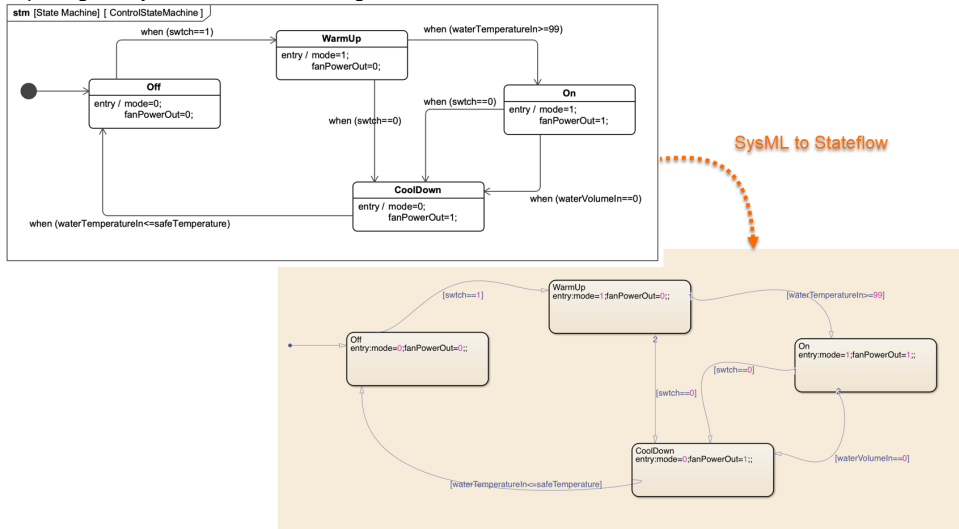 stm [State Machine] [ ControlStateMachine ]
when (swtch==1)
WarmUp
entry / mode=1;
fanPowerOut=0;
when (waterTemperatureIn>=99)
Off
entry / mode=0;
fanPowerOut=0;
On
entry / mode=1;
fanPowerOut=1;
when (swtch==0)
when (swtch==0)
CoolDown
entry / mode=0;
fanPowerOut=1;
when (waterVolumeIn==0)
when (waterTemperatureIn<=safeTemperature)
SysML to Stateflow
[swtch==1]
WarmUp
entry:mode=1;fanPowerOut=0;;
[waterTemperatureIn>=99]
2
Off
entry:mode=0;fanPowerOut=0;;
On
entry:mode=1;fanPowerOut=1;;
[swtch==0]
[swtch==0]
2
CoolDown
entry:mode=0;fanPowerOut=1;;
[waterVolumeIn==0]
[waterTemperatureIn<=safeTemperature]